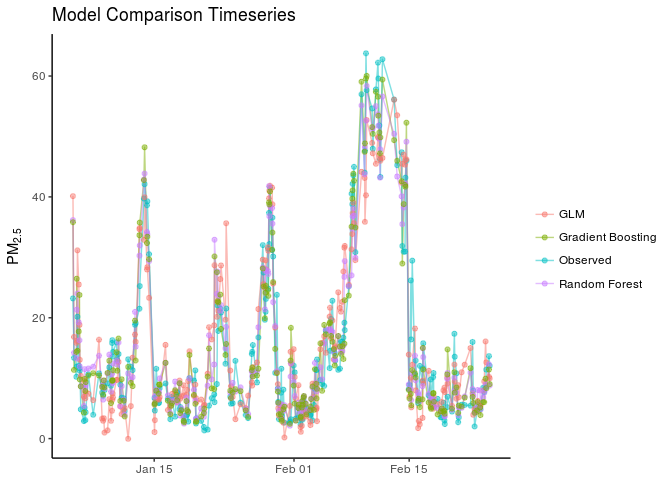 Model Comparison Timeseries
PM2.5
60
40
20
0
Jan 15
Feb 01
Feb 15
GLM
Gradient Boosting
Observed
Random Forest